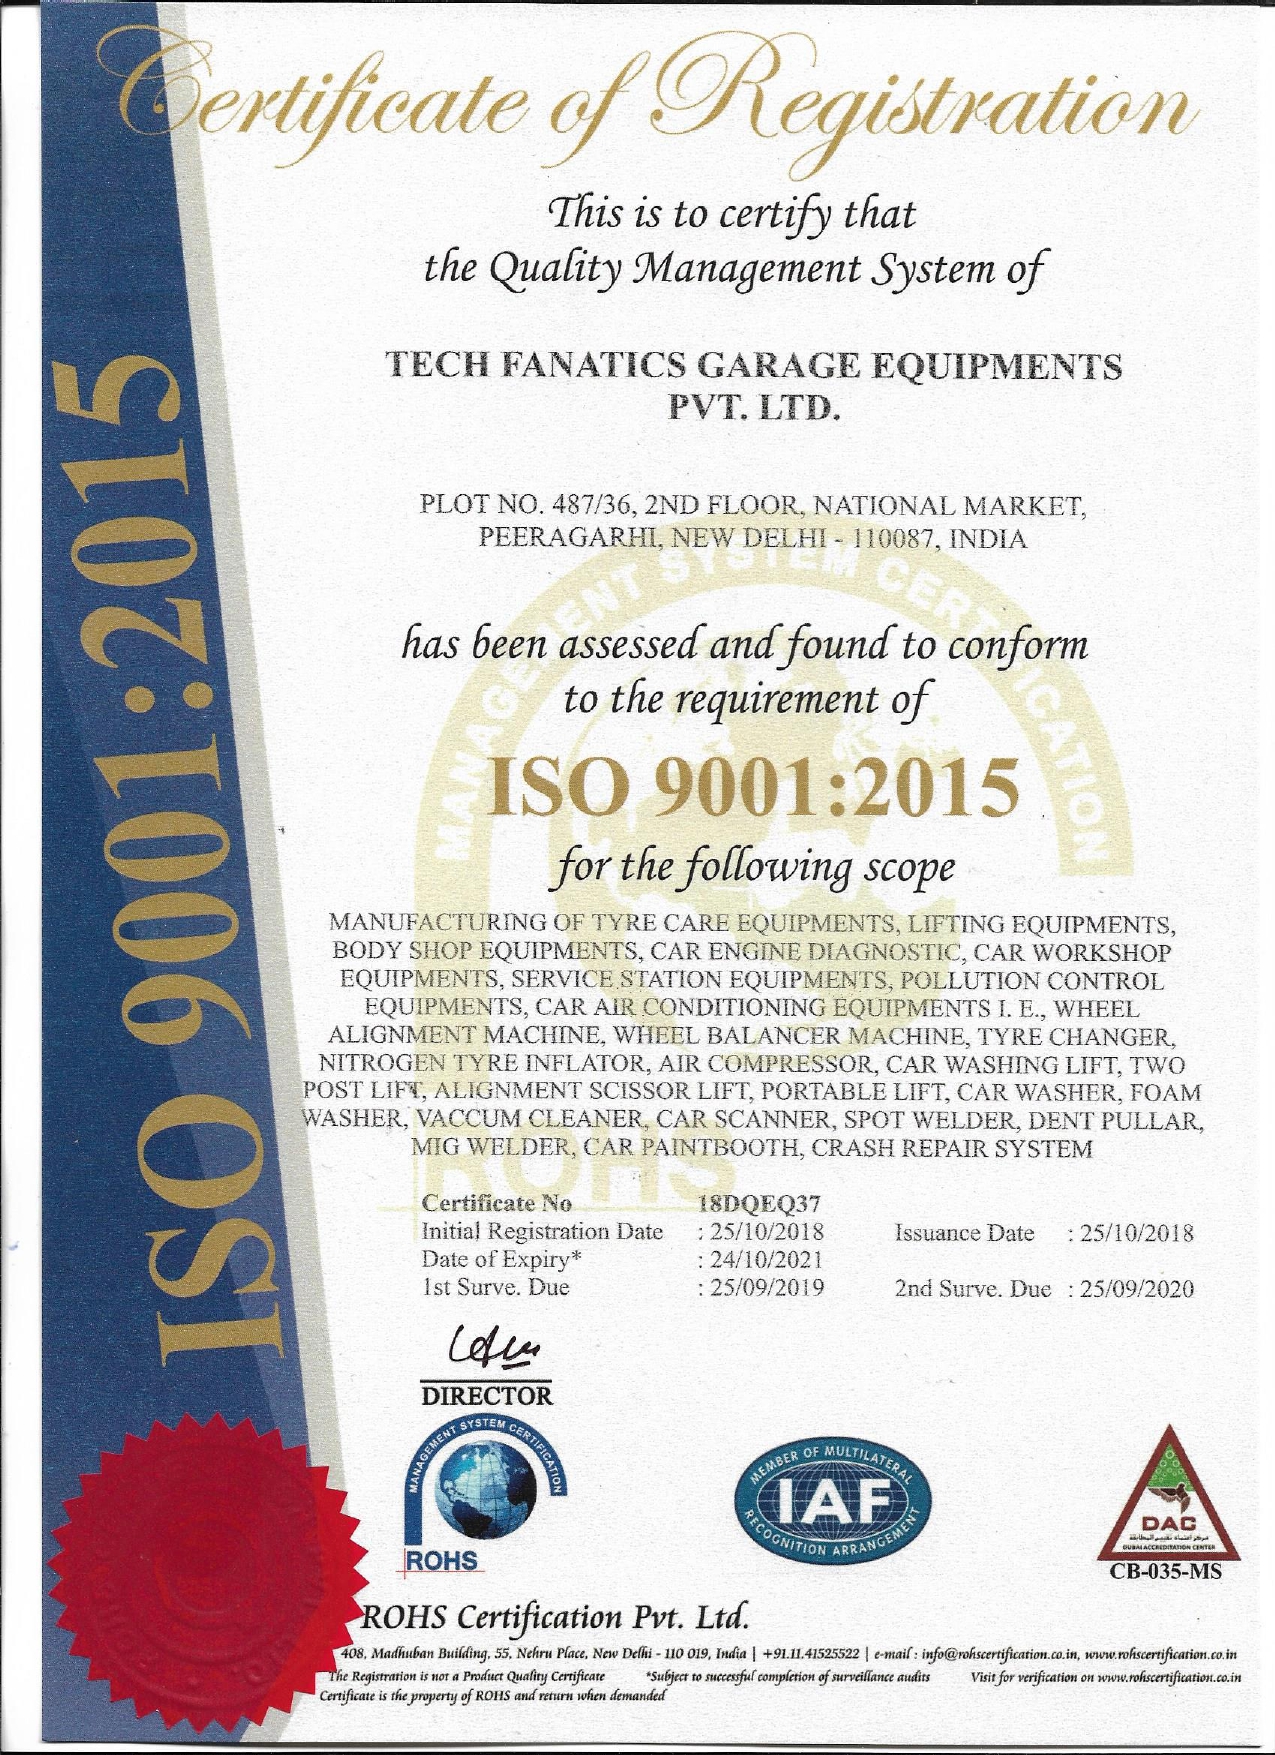 Certificate of Registration
This is to certify that
the Quality Management System of
TECH FANATICS GARAGE EQUIPMENTS
PVT. LTD.
PLOT NO. 487/36, 2ND FLOOR, NATIONAL MARKET,
PEERAGARHI, NEW DELHI - 110087, INDIA
has been assessed and found to conform
to the requirement of
ISO 9001:2015
for the following scope
MANUFACTURING OF TYRE CARE EQUIPMENTS, LIFTING EQUIPMENTS,
BODY SHOP EQUIPMENTS, CAR ENGINE DIAGNOSTIC, CAR WORKSHOP
EQUIPMENTS, SERVICE STATION EQUIPMENTS, POLLUTION CONTROL
EQUIPMENTS, CAR AIR CONDITIONING EQUIPMENTS I. E., WHEEL
ALIGNMENT MACHINE, WHEEL BALANCER MACHINE, TYRE CHANGER,
NITROGEN TYRE INFLATOR, AIR COMPRESSOR, CAR WASHING LIFT, TWO
POST LIFT, ALIGNMENT SCISSOR LIFT, PORTABLE LIFT, CAR WASHER, FOAM
WASHER, VACCUM CLEANER, CAR SCANNER, SPOT WELDER, DENT PULLAR,
MIG WELDER, CAR PAINTBOOTH, CRASH REPAIR SYSTEM
MANAGEMENT SYSTEM CERTIFICATION
ROHS
Certificate No 18DQEQ37
Initial Registration Date : 25/10/2018 Issuance Date : 25/10/2018
Date of Expiry* : 24/10/2021
1st Surve. Due : 25/09/2019 2nd Surve. Due : 25/09/2020
ISO 9001:2015
DIRECTOR
MANAGEMENT SYSTEM CERTIFICATION
ROHS
MEMBER OF MULTILATERAL
IAF
RECOGNITION ARRANGEMENT
DAC
مركز اعتماد تقييم المطابقة
DUBAI ACCREDITATION CENTER
CB-035-MS
ROHS Certification Pvt. Ltd.
408, Madhuban Building, 55, Nehru Place, New Delhi - 110 019, India | +91.11.41525522 | e-mail : info@rohscertification.co.in, www.rohscertification.co.in
The Registration is not a Product Quality Certificate *Subject to successful completion of surveillance audits Visit for verification on www.rohscertification.co.in
Certificate is the property of ROHS and return when demanded